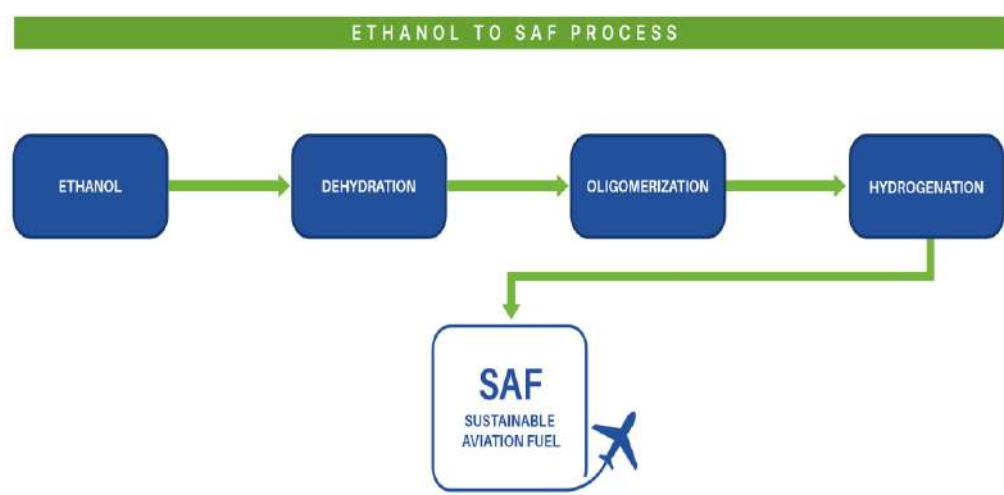 ETHANOL TO SAF PROCESS
ETHANOL
DEHYDRATION
OLIGOMERIZATION
HYDROGENATION
SAF
SUSTAINABLE
AVIATION FUEL